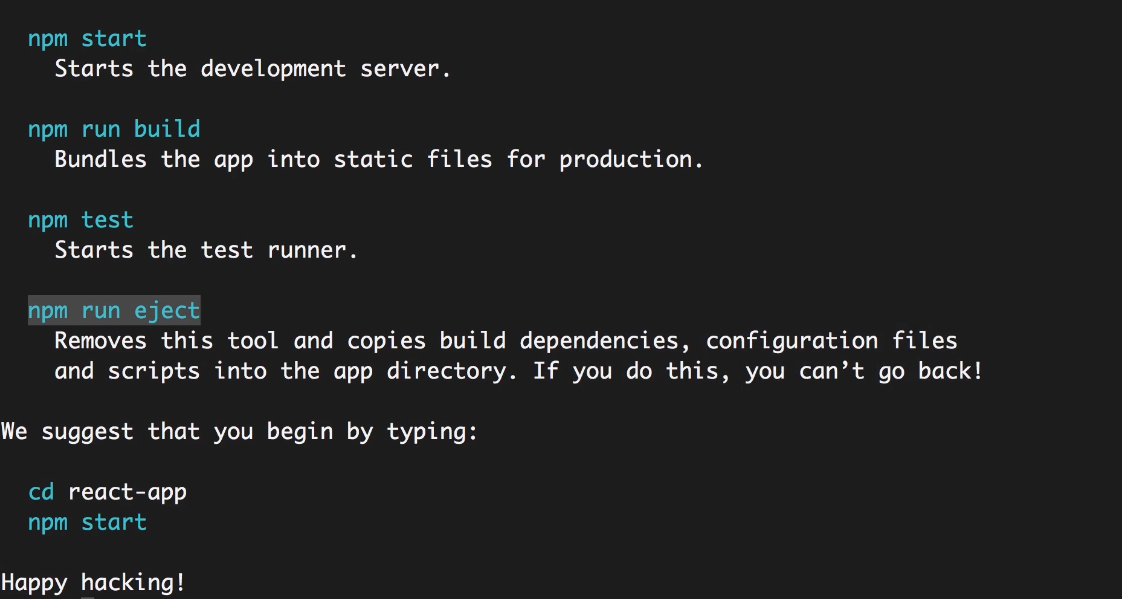 npm start
Starts the development server.
npm run build
Bundles the app into static files for production.
npm test
Starts the test runner.
npm run eject
Removes this tool and copies build dependencies, configuration files
and scripts into the app directory. If you do this, you can’t go back!
We suggest that you begin by typing:
cd react-app
npm start
Happy hacking!